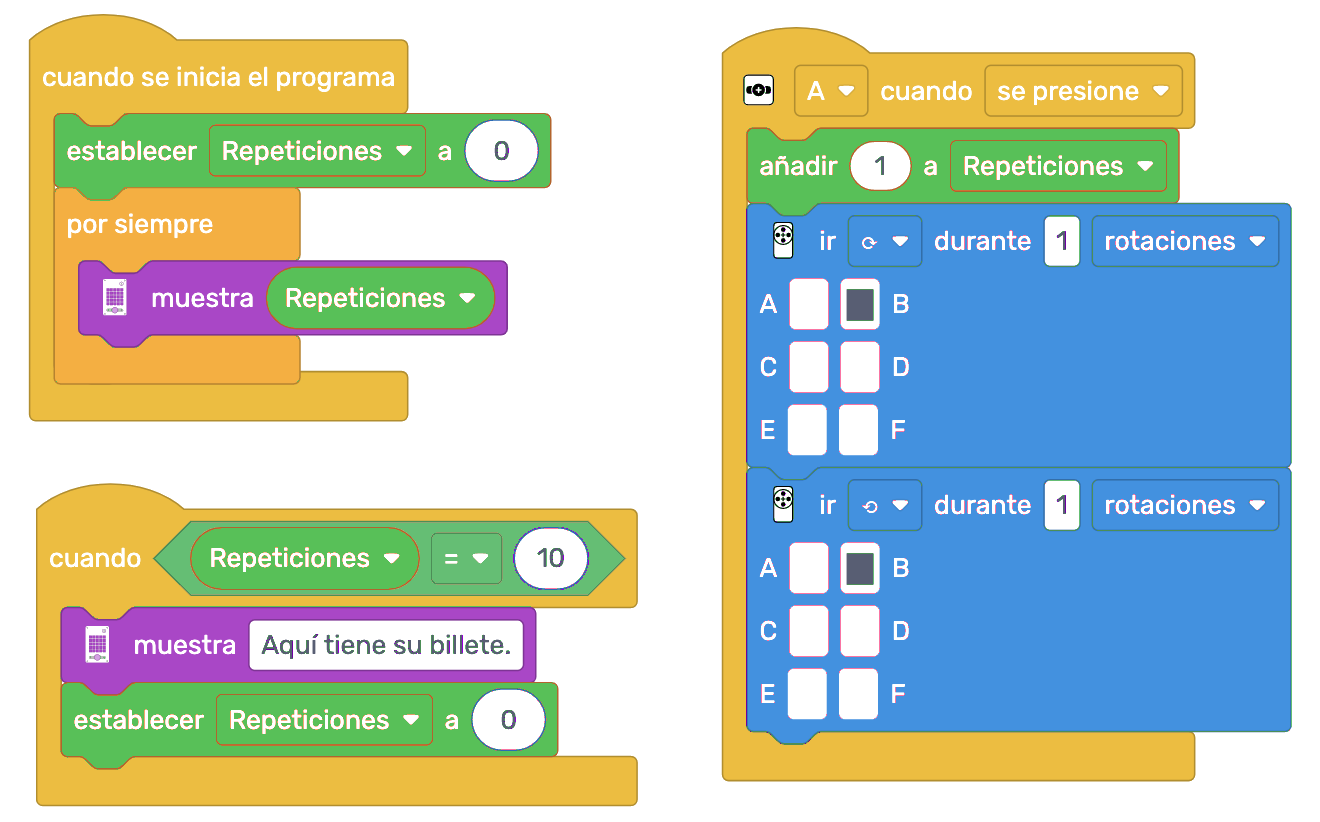 cuando se inicia el programa
establecer Repeticiones a 0
por siempre
muestra Repeticiones
cuando Repeticiones = 10
muestra Aquí tiene su billete.
establecer Repeticiones a 0
A cuando se presione
añadir 1 a Repeticiones
ir durante 1 rotaciones
A B
C D
E F
ir durante 1 rotaciones
A B
C D
E F